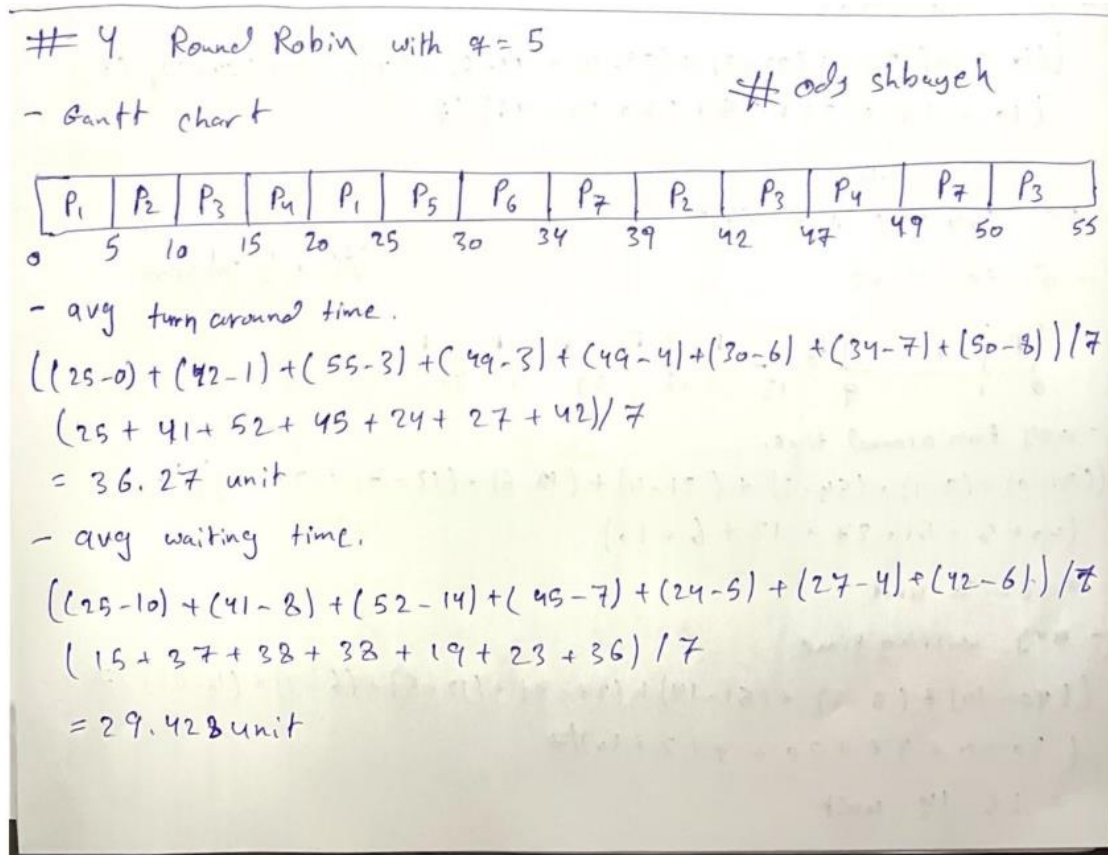 # 4 Round Robin with q = 5
# ody shbayeh
- Gantt chart
P1 P2 P3 P4 P1 P5 P6 P7 P2 P3 P4 P7 P3
0 5 10 15 20 25 30 34 39 42 47 49 50 55
- avg turn around time.
((25-0) + (42-1) + (55-3) + (49-3) + (49-4) + (30-6) + (34-7) + (50-8)) / 7
(25 + 41 + 52 + 45 + 24 + 27 + 42) / 7
= 36.27 unit
- avg waiting time.
((25-10) + (41-8) + (52-14) + (45-7) + (24-5) + (27-4) + (42-6)) / 7
(15 + 37 + 38 + 38 + 19 + 23 + 36) / 7
= 29.428 unit